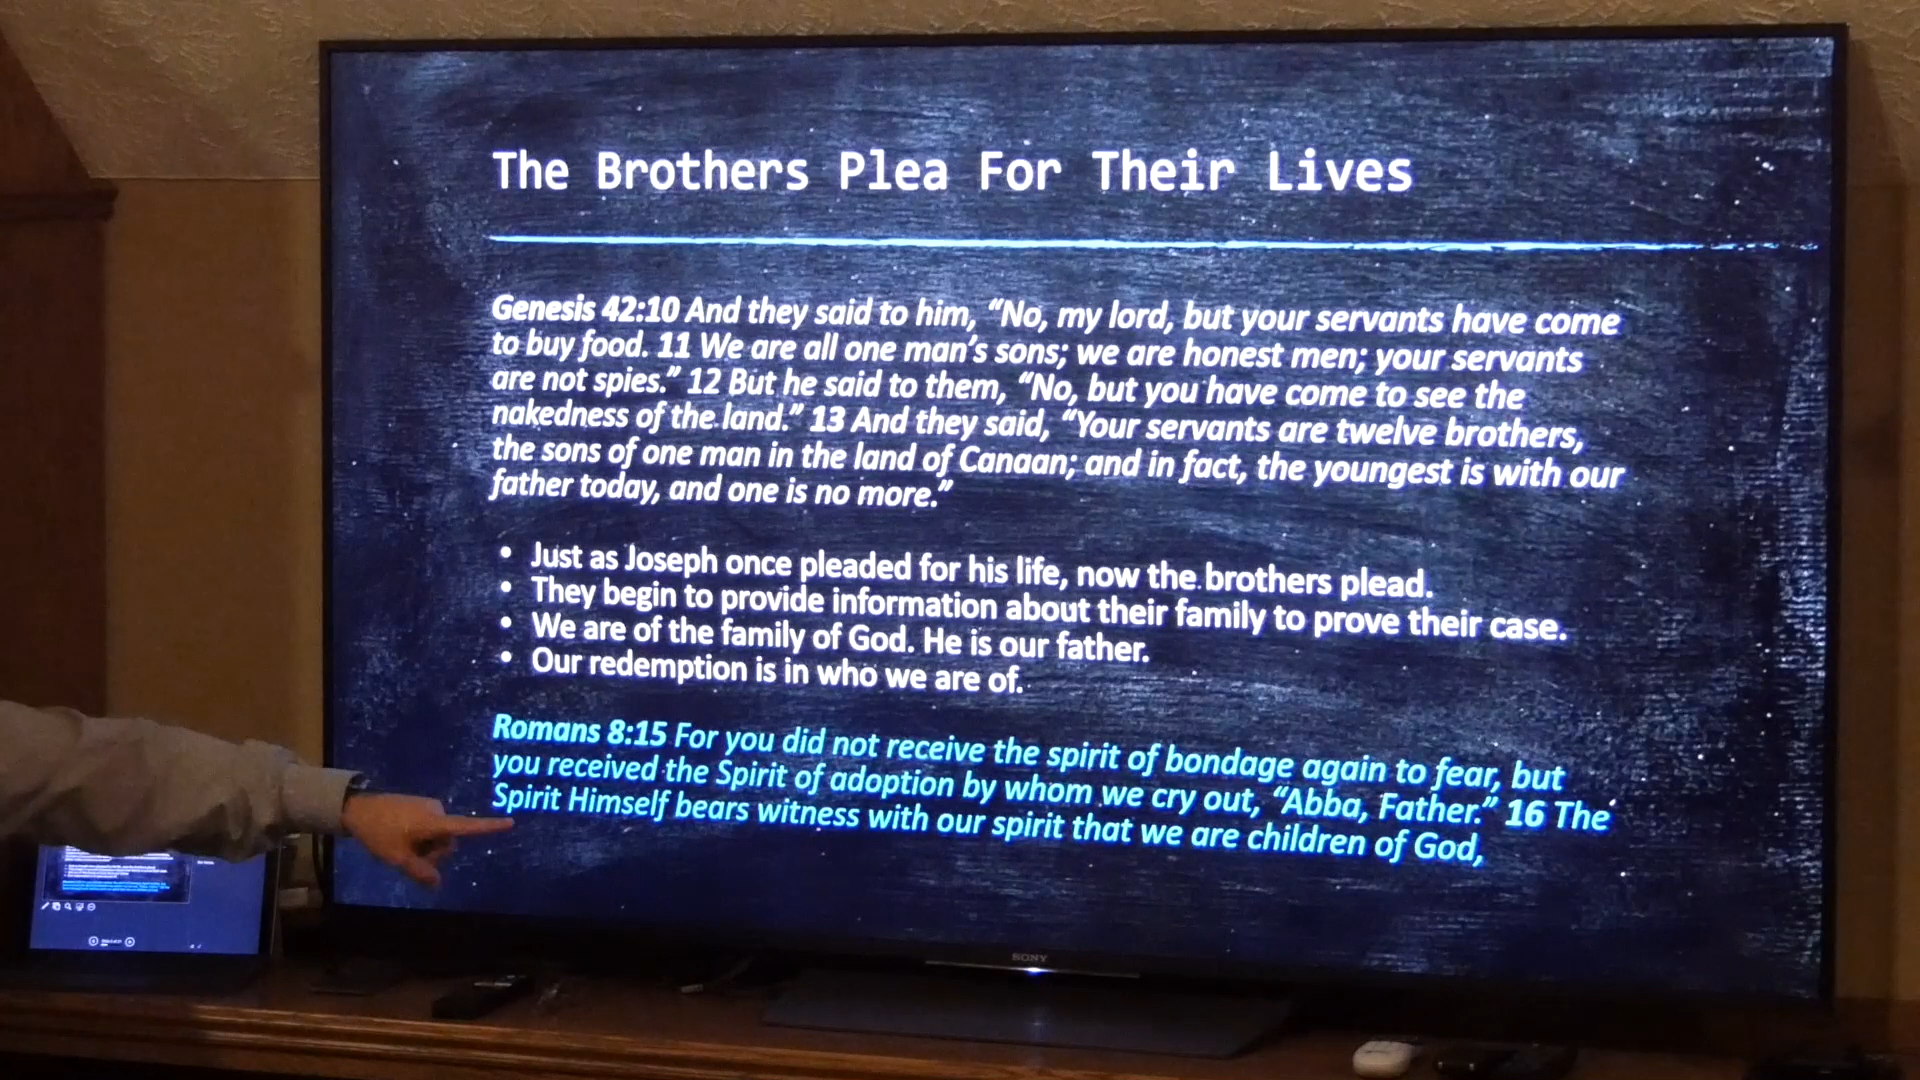 The Brothers Plea For Their Lives
Genesis 42:10 And they said to him, “No, my lord, but your servants have come
to buy food. 11 We are all one man’s sons; we are honest men; your servants
are not spies.” 12 But he said to them, “No, but you have come to see the
nakedness of the land.” 13 And they said, “Your servants are twelve brothers,
the sons of one man in the land of Canaan; and in fact, the youngest is with our
father today, and one is no more.”
• Just as Joseph once pleaded for his life, now the brothers plead.
• They begin to provide information about their family to prove their case.
• We are of the family of God. He is our father.
• Our redemption is in who we are of.
Romans 8:15 For you did not receive the spirit of bondage again to fear, but
you received the Spirit of adoption by whom we cry out, “Abba, Father.” 16 The
Spirit Himself bears witness with our spirit that we are children of God,
SONY